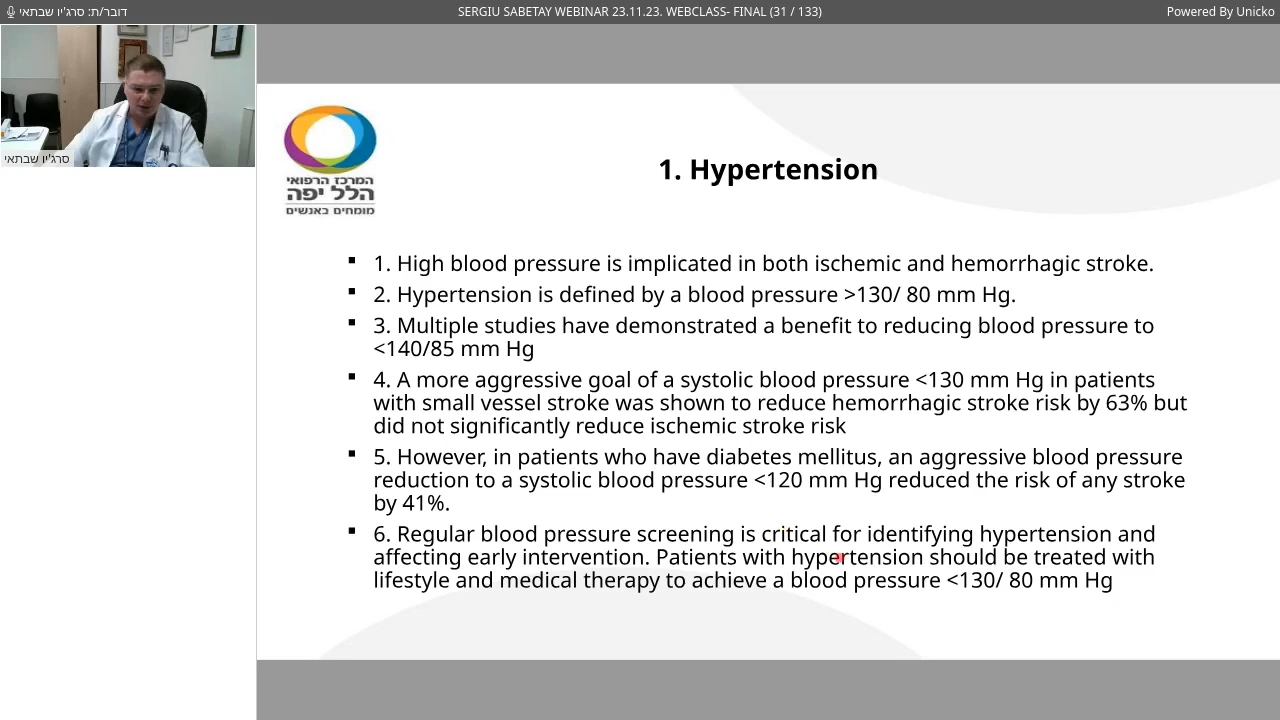 דובר/ת: סרג'יו שבתאי
SERGIU SABETAY WEBINAR 23.11.23. WEBCLASS- FINAL (31 / 133)
Powered By Unicko
סרג'יו שבתאי
המרכז הרפואי
הלל יפה
מומחים באנשים
1. Hypertension
▪ 1. High blood pressure is implicated in both ischemic and hemorrhagic stroke.
▪ 2. Hypertension is defined by a blood pressure >130/ 80 mm Hg.
▪ 3. Multiple studies have demonstrated a benefit to reducing blood pressure to
<140/85 mm Hg
▪ 4. A more aggressive goal of a systolic blood pressure <130 mm Hg in patients
with small vessel stroke was shown to reduce hemorrhagic stroke risk by 63% but
did not significantly reduce ischemic stroke risk
▪ 5. However, in patients who have diabetes mellitus, an aggressive blood pressure
reduction to a systolic blood pressure <120 mm Hg reduced the risk of any stroke
by 41%.
▪ 6. Regular blood pressure screening is critical for identifying hypertension and
affecting early intervention. Patients with hypertension should be treated with
lifestyle and medical therapy to achieve a blood pressure <130/ 80 mm Hg